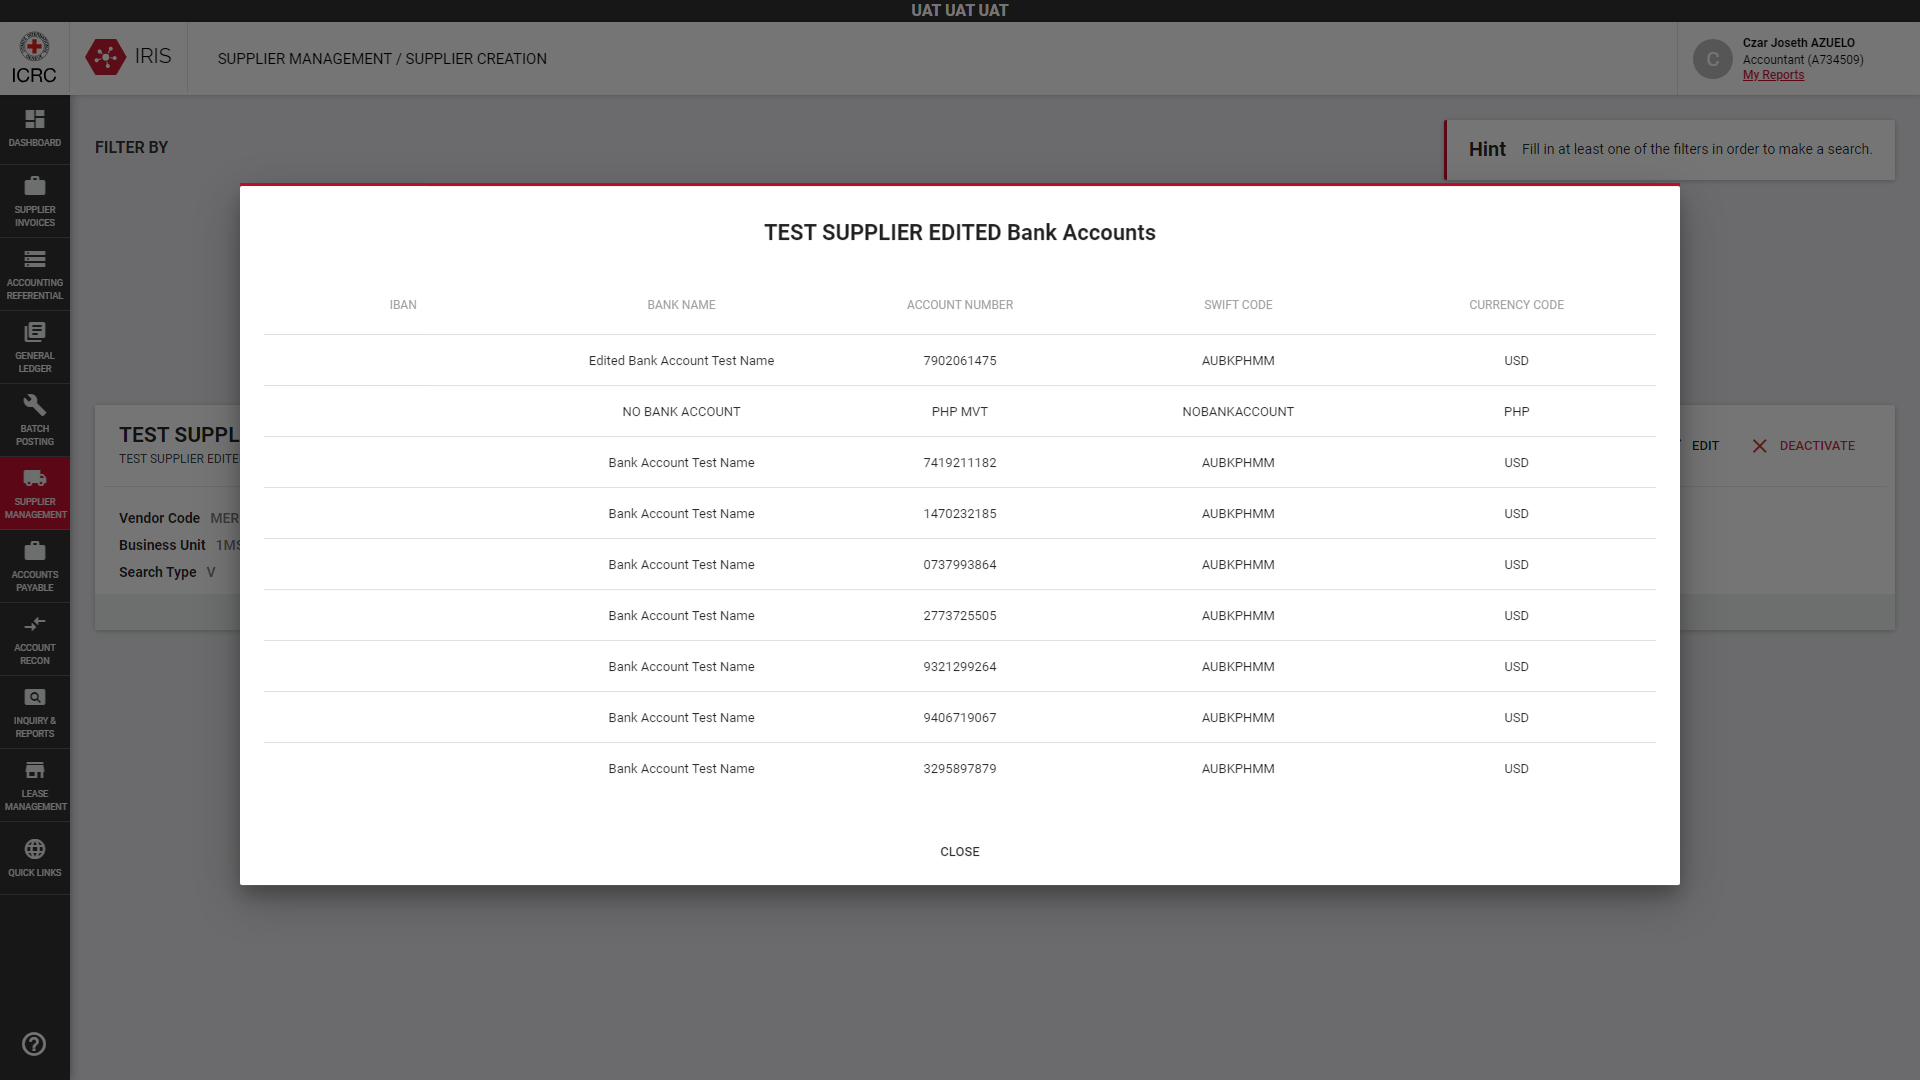 UAT UAT UAT
ICRC
IRIS
SUPPLIER MANAGEMENT / SUPPLIER CREATION
C
Czar Joseth AZUELO
Accountant (A734509)
My Reports
DASHBOARD
SUPPLIER
INVOICES
ACCOUNTING
REFERENTIAL
GENERAL
LEDGER
BATCH
POSTING
SUPPLIER
MANAGEMENT
ACCOUNTS
PAYABLE
ACCOUNT
RECON
INQUIRY &
REPORTS
LEASE
MANAGEMENT
QUICK LINKS
FILTER BY
Hint Fill in at least one of the filters in order to make a search.
TEST SUPPL
TEST SUPPLIER EDITE
EDIT
DEACTIVATE
Vendor Code MER
Business Unit 1MS
Search Type V
TEST SUPPLIER EDITED Bank Accounts
IBAN BANK NAME ACCOUNT NUMBER SWIFT CODE CURRENCY CODE
Edited Bank Account Test Name 7902061475 AUBKPHMM USD
NO BANK ACCOUNT PHP MVT NOBANKACCOUNT PHP
Bank Account Test Name 7419211182 AUBKPHMM USD
Bank Account Test Name 1470232185 AUBKPHMM USD
Bank Account Test Name 0737993864 AUBKPHMM USD
Bank Account Test Name 2773725505 AUBKPHMM USD
Bank Account Test Name 9321299264 AUBKPHMM USD
Bank Account Test Name 9406719067 AUBKPHMM USD
Bank Account Test Name 3295897879 AUBKPHMM USD
CLOSE